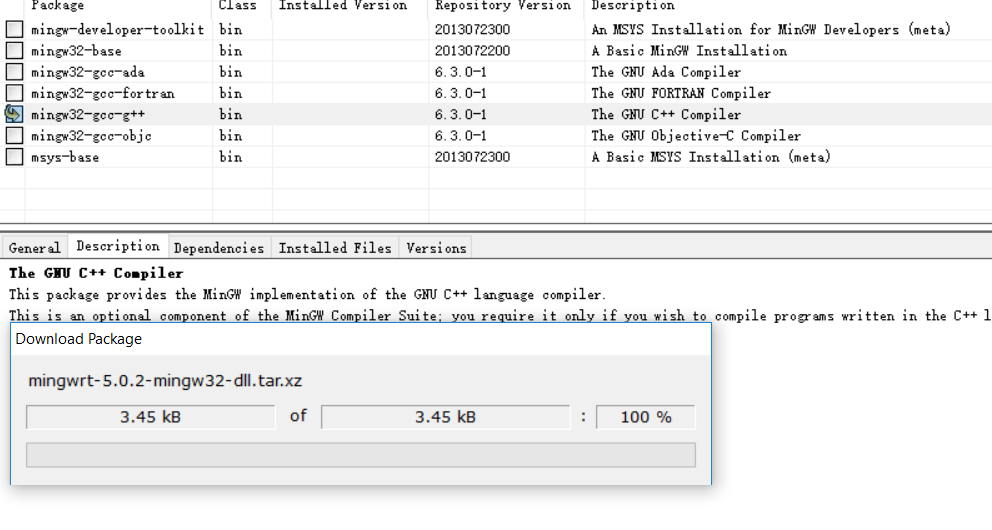 Package Class Installed Version Repository Version Description
mingw-developer-toolkit bin 2013072300 An MSYS Installation for MinGW Developers (meta)
mingw32-base bin 2013072200 A Basic MinGW Installation
mingw32-gcc-ada bin 6.3.0-1 The GNU Ada Compiler
mingw32-gcc-fortran bin 6.3.0-1 The GNU FORTRAN Compiler
mingw32-gcc-g++ bin 6.3.0-1 The GNU C++ Compiler
mingw32-gcc-objc bin 6.3.0-1 The GNU Objective-C Compiler
msys-base bin 2013072300 A Basic MSYS Installation (meta)
General Description Dependencies Installed Files Versions
The GNU C++ Compiler
This package provides the MinGW implementation of the GNU C++ language compiler.
This is an optional component of the MinGW Compiler Suite; you require it only if you wish to compile programs written in the C++ l
Download Package
mingwrt-5.0.2-mingw32-dll.tar.xz
3.45 kB of 3.45 kB : 100 %